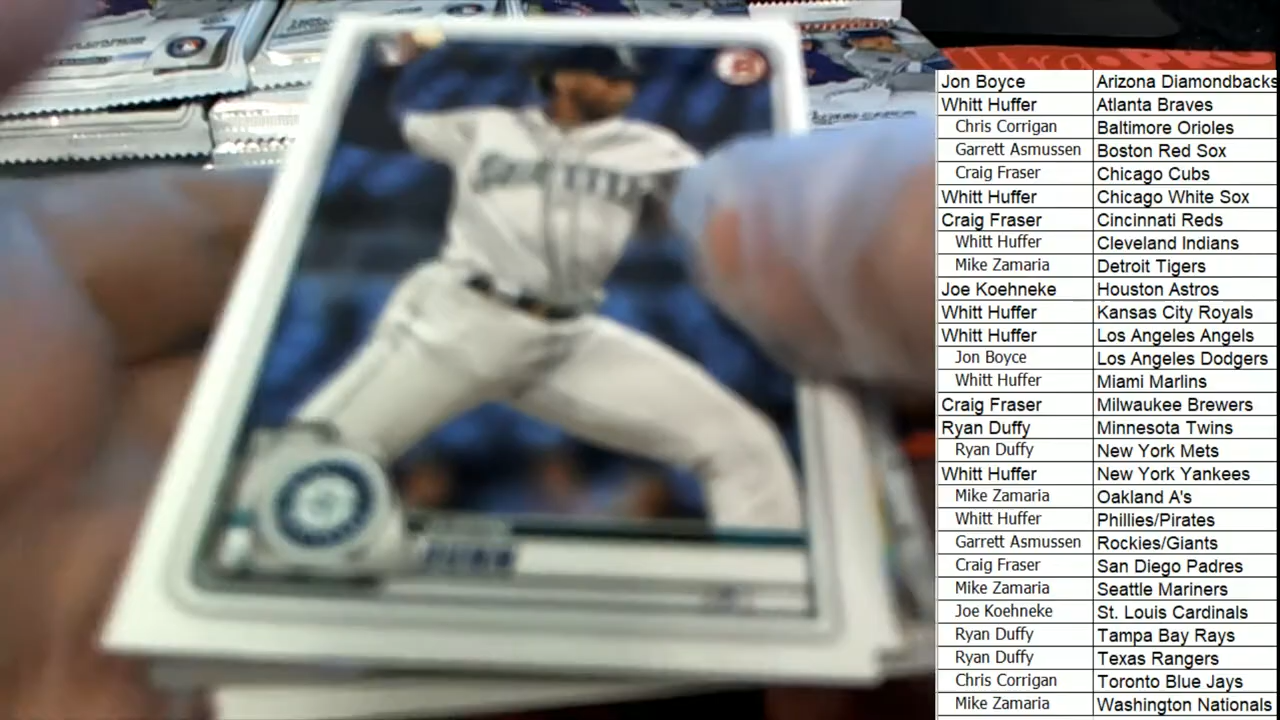 Jon Boyce Arizona Diamondbacks
Whitt Huffer Atlanta Braves
Chris Corrigan Baltimore Orioles
Garrett Asmussen Boston Red Sox
Craig Fraser Chicago Cubs
Whitt Huffer Chicago White Sox
Craig Fraser Cincinnati Reds
Whitt Huffer Cleveland Indians
Mike Zamaria Detroit Tigers
Joe Koehneke Houston Astros
Whitt Huffer Kansas City Royals
Whitt Huffer Los Angeles Angels
Jon Boyce Los Angeles Dodgers
Whitt Huffer Miami Marlins
Craig Fraser Milwaukee Brewers
Ryan Duffy Minnesota Twins
Ryan Duffy New York Mets
Whitt Huffer New York Yankees
Mike Zamaria Oakland A's
Whitt Huffer Phillies/Pirates
Garrett Asmussen Rockies/Giants
Craig Fraser San Diego Padres
Mike Zamaria Seattle Mariners
Joe Koehneke St. Louis Cardinals
Ryan Duffy Tampa Bay Rays
Ryan Duffy Texas Rangers
Chris Corrigan Toronto Blue Jays
Mike Zamaria Washington Nationals